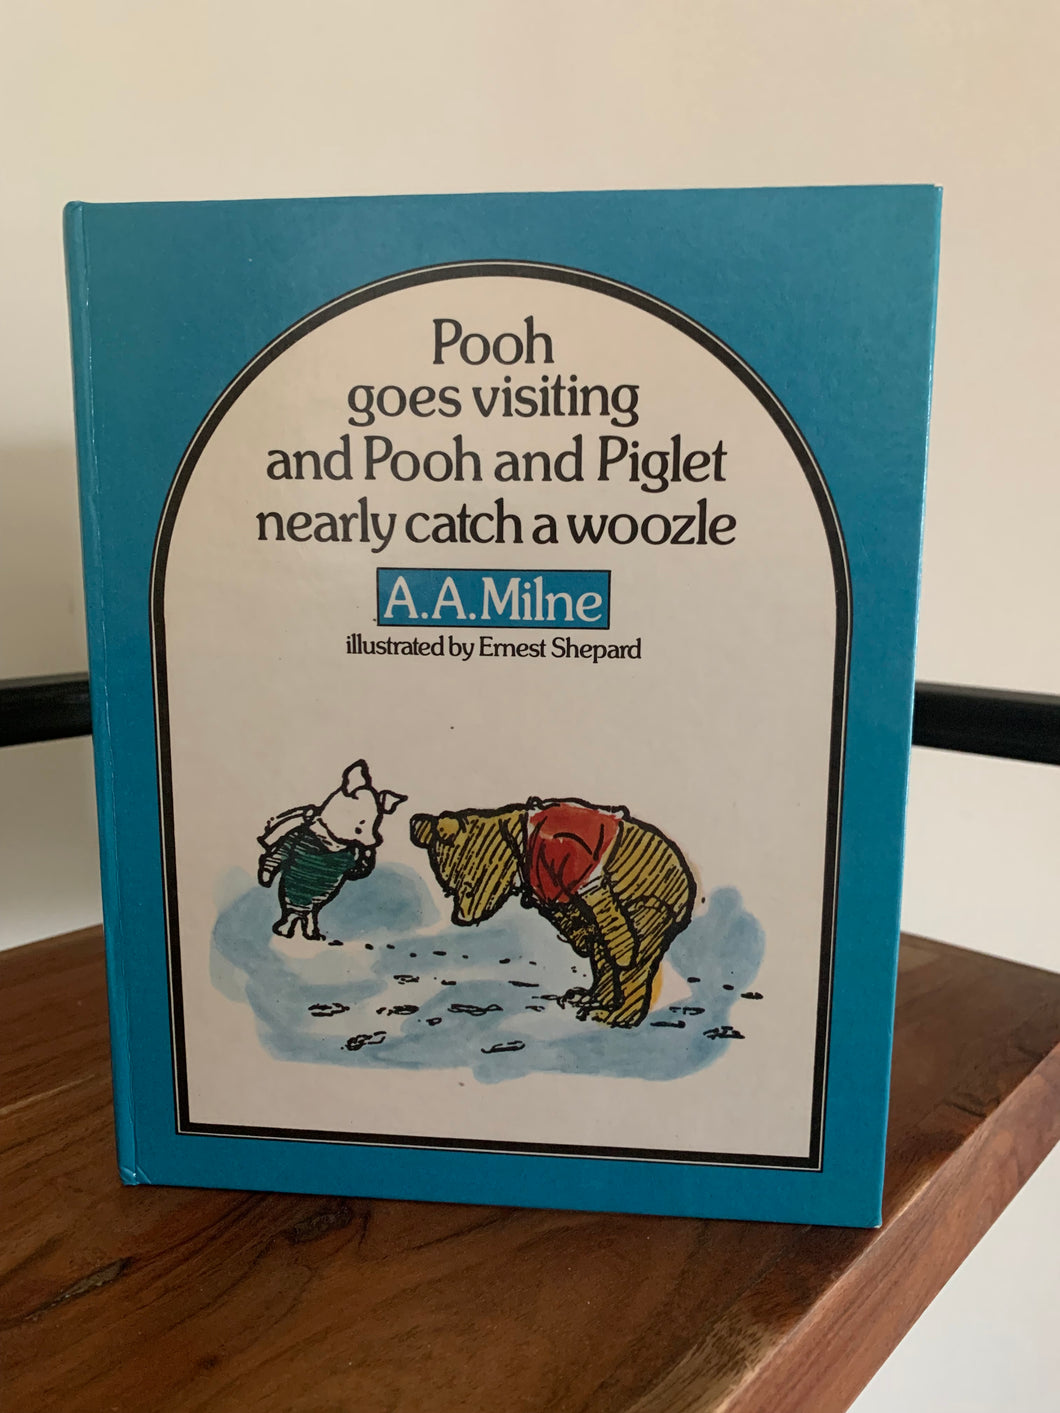 Pooh
goes visiting
and Pooh and Piglet
nearly catch a woozle
A.A.Milne
illustrated by Ernest Shepard